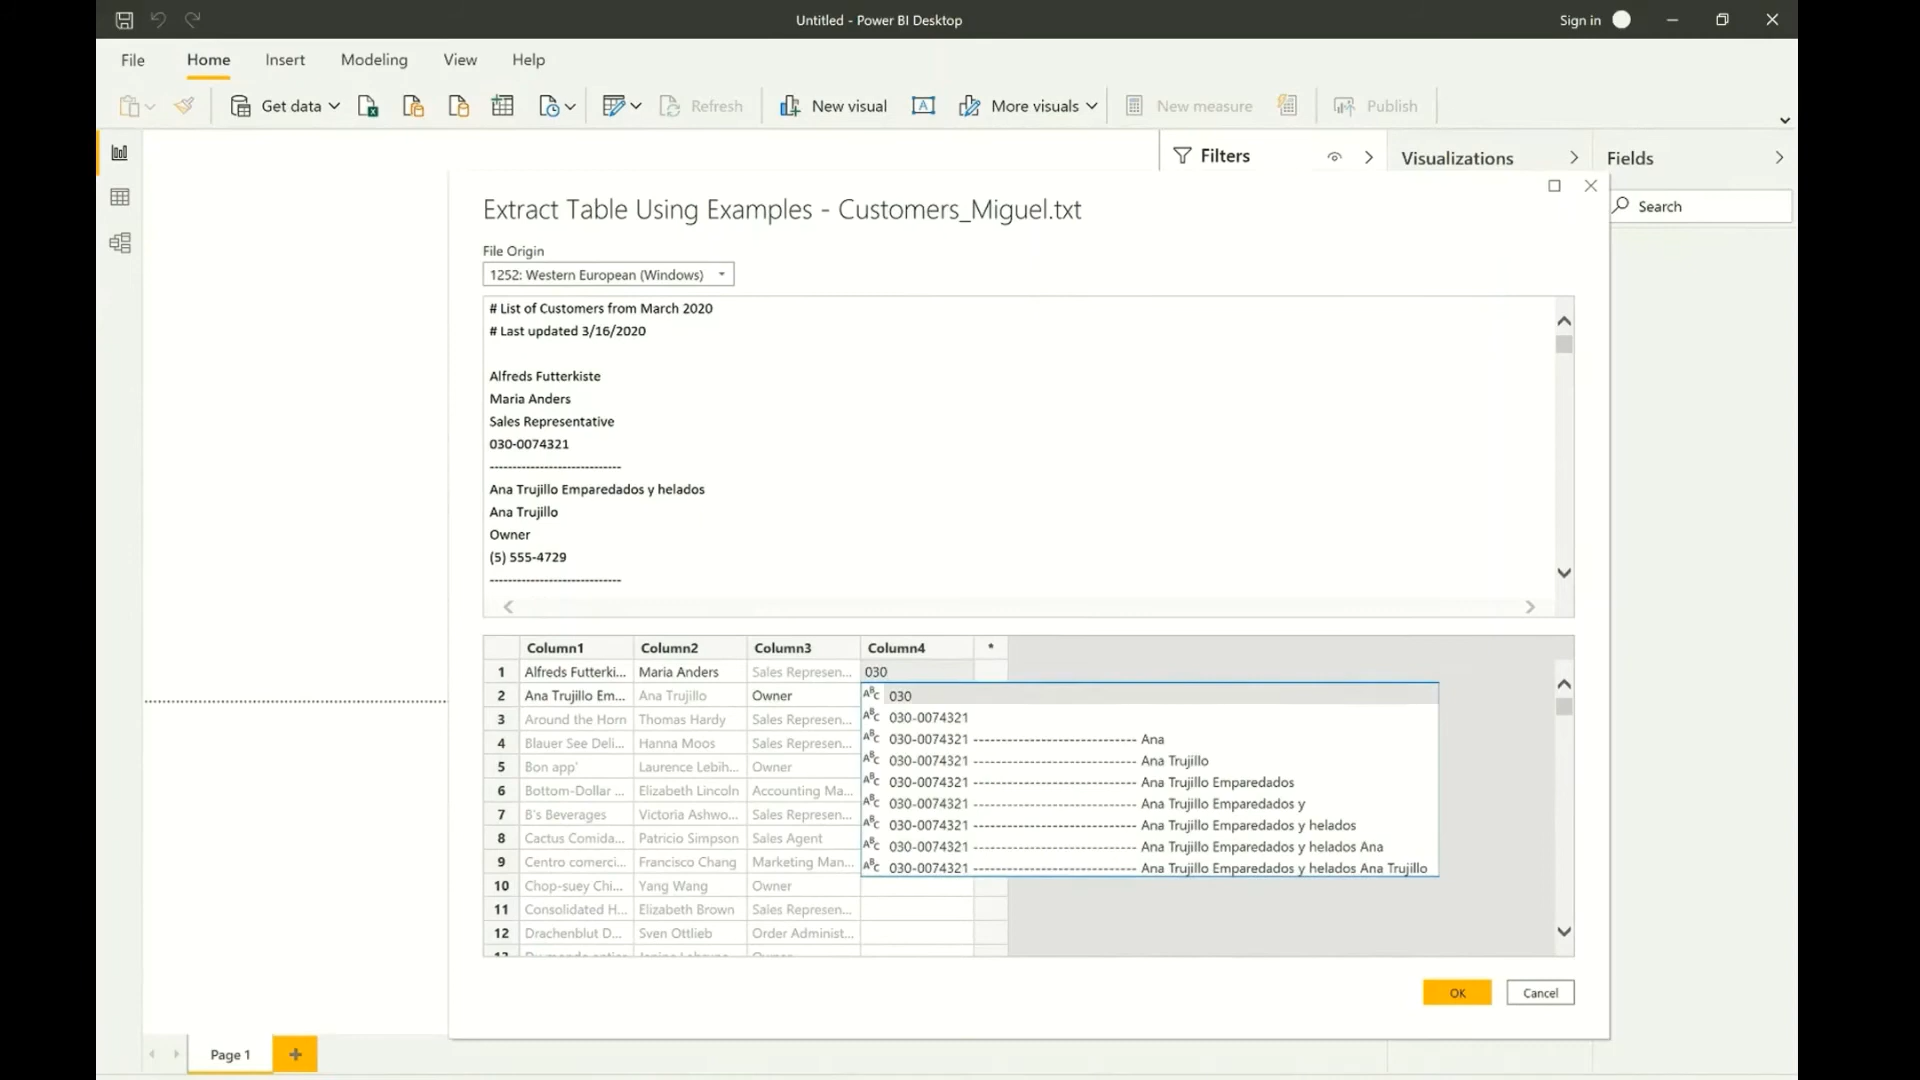 Untitled - Power BI Desktop
Sign in
File Home Insert Modeling View Help
Get data Refresh New visual A More visuals New measure Publish
Filters
Visualizations
Fields
Search
Extract Table Using Examples - Customers_Miguel.txt
File Origin
1252: Western European (Windows)
# List of Customers from March 2020
# Last updated 3/16/2020
Alfreds Futterkiste
Maria Anders
Sales Representative
030-0074321
-----------------------------
Ana Trujillo Emparedados y helados
Ana Trujillo
Owner
(5) 555-4729
-----------------------------
Column1 Column2 Column3 Column4 *
1 Alfreds Futterki... Maria Anders Sales Represen... 030
2 Ana Trujillo Em... Ana Trujillo Owner
3 Around the Horn Thomas Hardy Sales Represen...
4 Blauer See Deli... Hanna Moos Sales Represen...
5 Bon app' Laurence Lebih... Owner
6 Bottom-Dollar ... Elizabeth Lincoln Accounting Ma...
7 B's Beverages Victoria Ashwo... Sales Represen...
8 Cactus Comida... Patricio Simpson Sales Agent
9 Centro comerci... Francisco Chang Marketing Man...
10 Chop-suey Chi... Yang Wang Owner
11 Consolidated H... Elizabeth Brown Sales Represen...
12 Drachenblut D... Sven Ottlieb Order Administ...
ABC 030
ABC 030-0074321
ABC 030-0074321 ----------------------------- Ana
ABC 030-0074321 ----------------------------- Ana Trujillo
ABC 030-0074321 ----------------------------- Ana Trujillo Emparedados
ABC 030-0074321 ----------------------------- Ana Trujillo Emparedados y
ABC 030-0074321 ----------------------------- Ana Trujillo Emparedados y helados
ABC 030-0074321 ----------------------------- Ana Trujillo Emparedados y helados Ana
ABC 030-0074321 ----------------------------- Ana Trujillo Emparedados y helados Ana Trujillo
OK
Cancel
Page 1
+